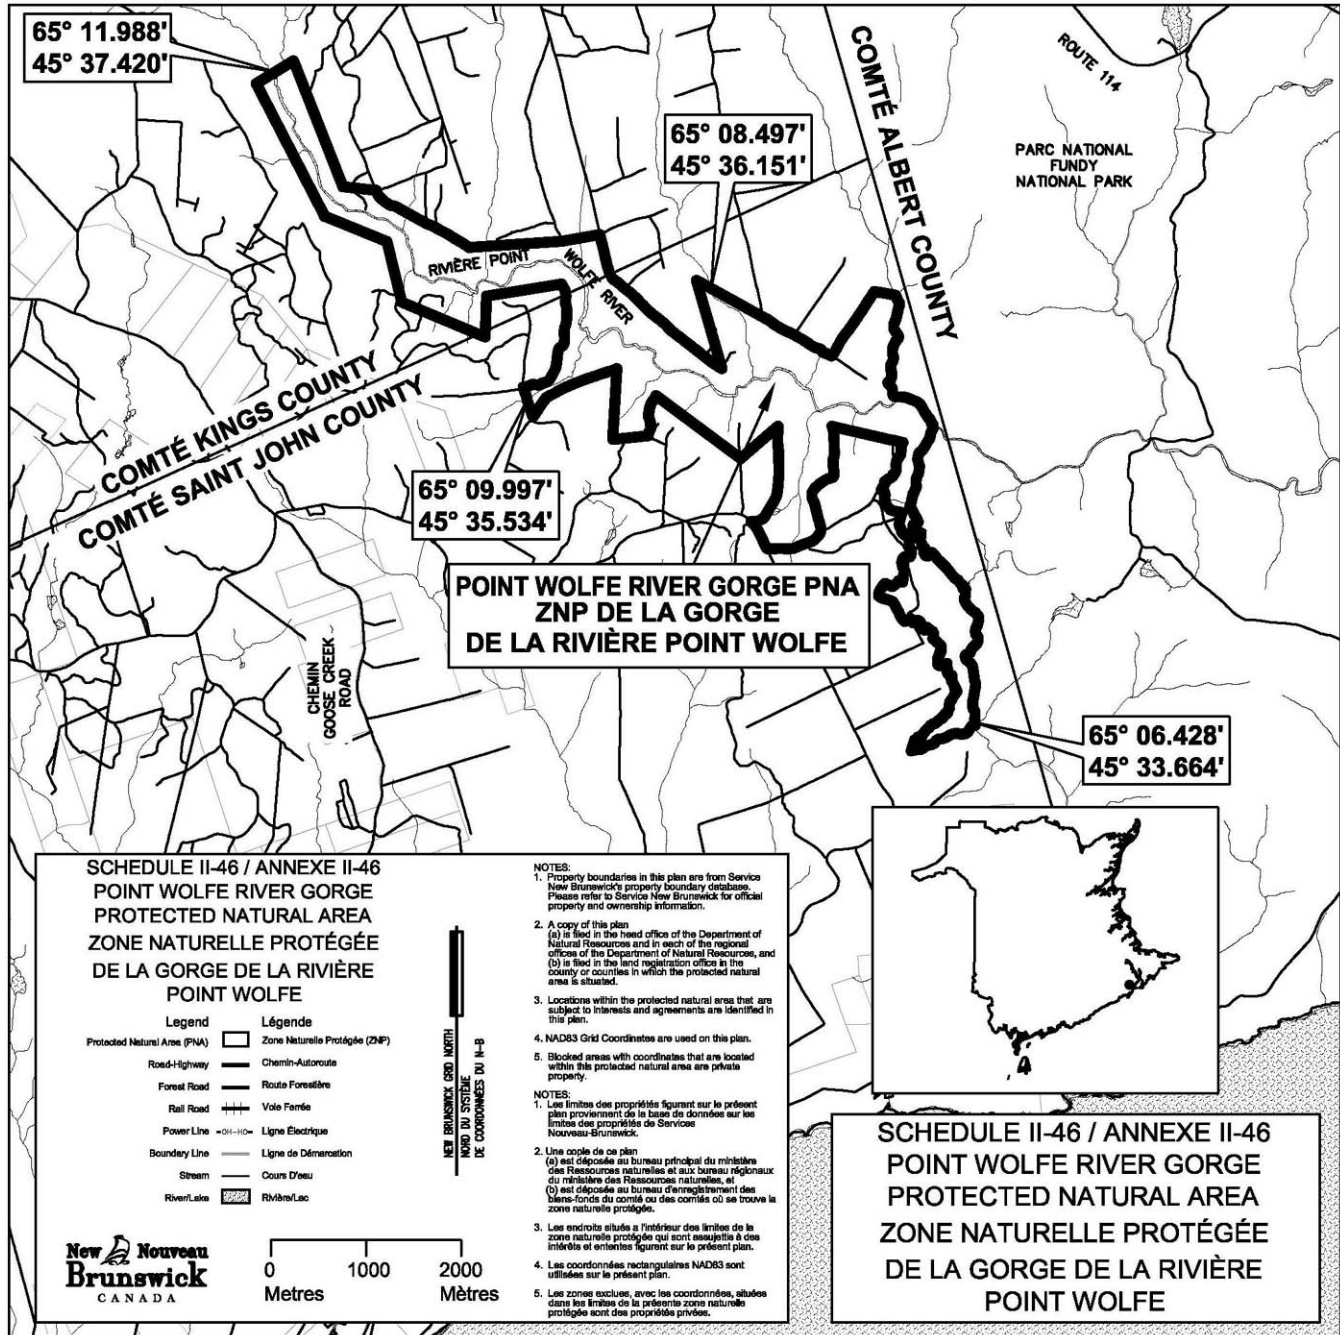 65° 11.988'
45° 37.420'
ROUTE 114
COMTÉ ALBERT COUNTY
65° 08.497'
45° 36.151'
PARC NATIONAL
FUNDY
NATIONAL PARK
RIVIÈRE POINT
WOLFE RIVER
COMTÉ KINGS COUNTY
COMTÉ SAINT JOHN COUNTY
65° 09.997'
45° 35.534'
POINT WOLFE RIVER GORGE PNA
ZNP DE LA GORGE
DE LA RIVIÈRE POINT WOLFE
CHEMIN
GOOSE CREEK
ROAD
65° 06.428'
45° 33.664'
SCHEDULE II-46 / ANNEXE II-46
POINT WOLFE RIVER GORGE
PROTECTED NATURAL AREA
ZONE NATURELLE PROTÉGÉE
DE LA GORGE DE LA RIVIÈRE
POINT WOLFE
Legend Légende
Protected Natural Area (PNA) Zone Naturelle Protégée (ZNP)
Road-Highway Chemin-Autoroute
Forest Road Route Forestière
Rail Road Voie Ferrée
Power Line -OH-HO- Ligne Électrique
Boundary Line Ligne de Démarcation
Stream Cours D'eau
River/Lake Rivière/Lac
NEW BRUNSWICK GRID NORTH
NORD DU SYSTÈME
DE COORDONNÉES DU N-B
New Nouveau
Brunswick
CANADA
0 1000 2000
Metres Mètres
NOTES:
1. Property boundaries in this plan are from Service
New Brunswick's property boundary database.
Please refer to Service New Brunswick for official
property and ownership information.
2. A copy of this plan
(a) is filed in the head office of the Department of
Natural Resources and in each of the regional
offices of the Department of Natural Resources, and
(b) is filed in the land registration office in the
county or counties in which the protected natural
area is situated.
3. Locations within the protected natural area that are
subject to interests and agreements are identified in
this plan.
4. NAD83 Grid Coordinates are used on this plan.
5. Blocked areas with coordinates that are located
within this protected natural area are private
property.
NOTES:
1. Les limites des propriétés figurant sur le présent
plan proviennent de la base de données sur les
limites des propriétés de Services
Nouveau-Brunswick.
2. Une copie de ce plan
(a) est déposée au bureau principal du ministère
des Ressources naturelles et aux bureau régionaux
du ministère des Ressources naturelles, et
(b) est déposée au bureau d'enregistrement des
biens-fonds du comté ou des comtés où se trouve la
zone naturelle protégée.
3. Les endroits situés a l'intérieur des limites de la
zone naturelle protégée qui sont assujettis à des
intérêts et ententes figurent sur le présent plan.
4. Les coordonnées rectangulaires NAD83 sont
utilisées sur le présent plan.
5. Les zones exclues, avec les coordonnées, situées
dans les limites de la présente zone naturelle
protégée sont des propriétés privées.
SCHEDULE II-46 / ANNEXE II-46
POINT WOLFE RIVER GORGE
PROTECTED NATURAL AREA
ZONE NATURELLE PROTÉGÉE
DE LA GORGE DE LA RIVIÈRE
POINT WOLFE